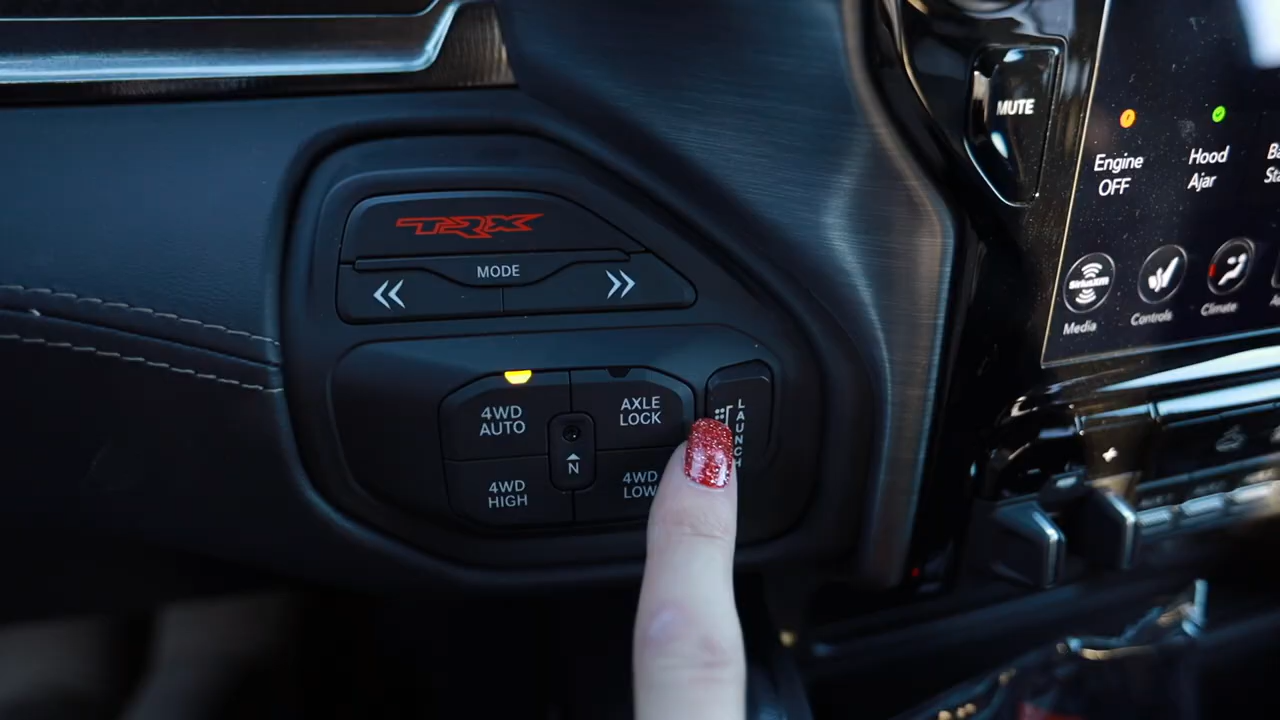 TRX
MODE
4WD
AUTO
AXLE
LOCK
N
4WD
HIGH
4WD
LOW
LAUNCH
MUTE
Engine
OFF
Hood
Ajar
SiriusXM
Media
Controls
Climate